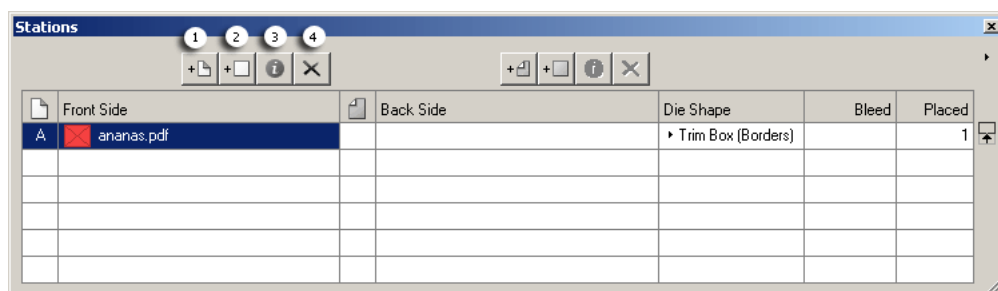 Stations
1 2 3 4
+ + i + + i
Front Side Back Side Die Shape Bleed Placed
A ananas.pdf Trim Box (Borders) 1